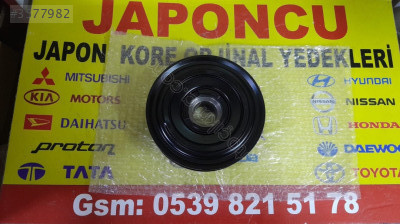 3577982
JAPONCU
JAPON KORE ORJİNAL YEDEKLERİ
MITSUBISHI
HYUNDAI
KIA MOTORS
NISSAN
DAIHATSU
HONDA
proton
DAEWOO
TATA
TOYOTA
Gsm: 0539 821 51 78